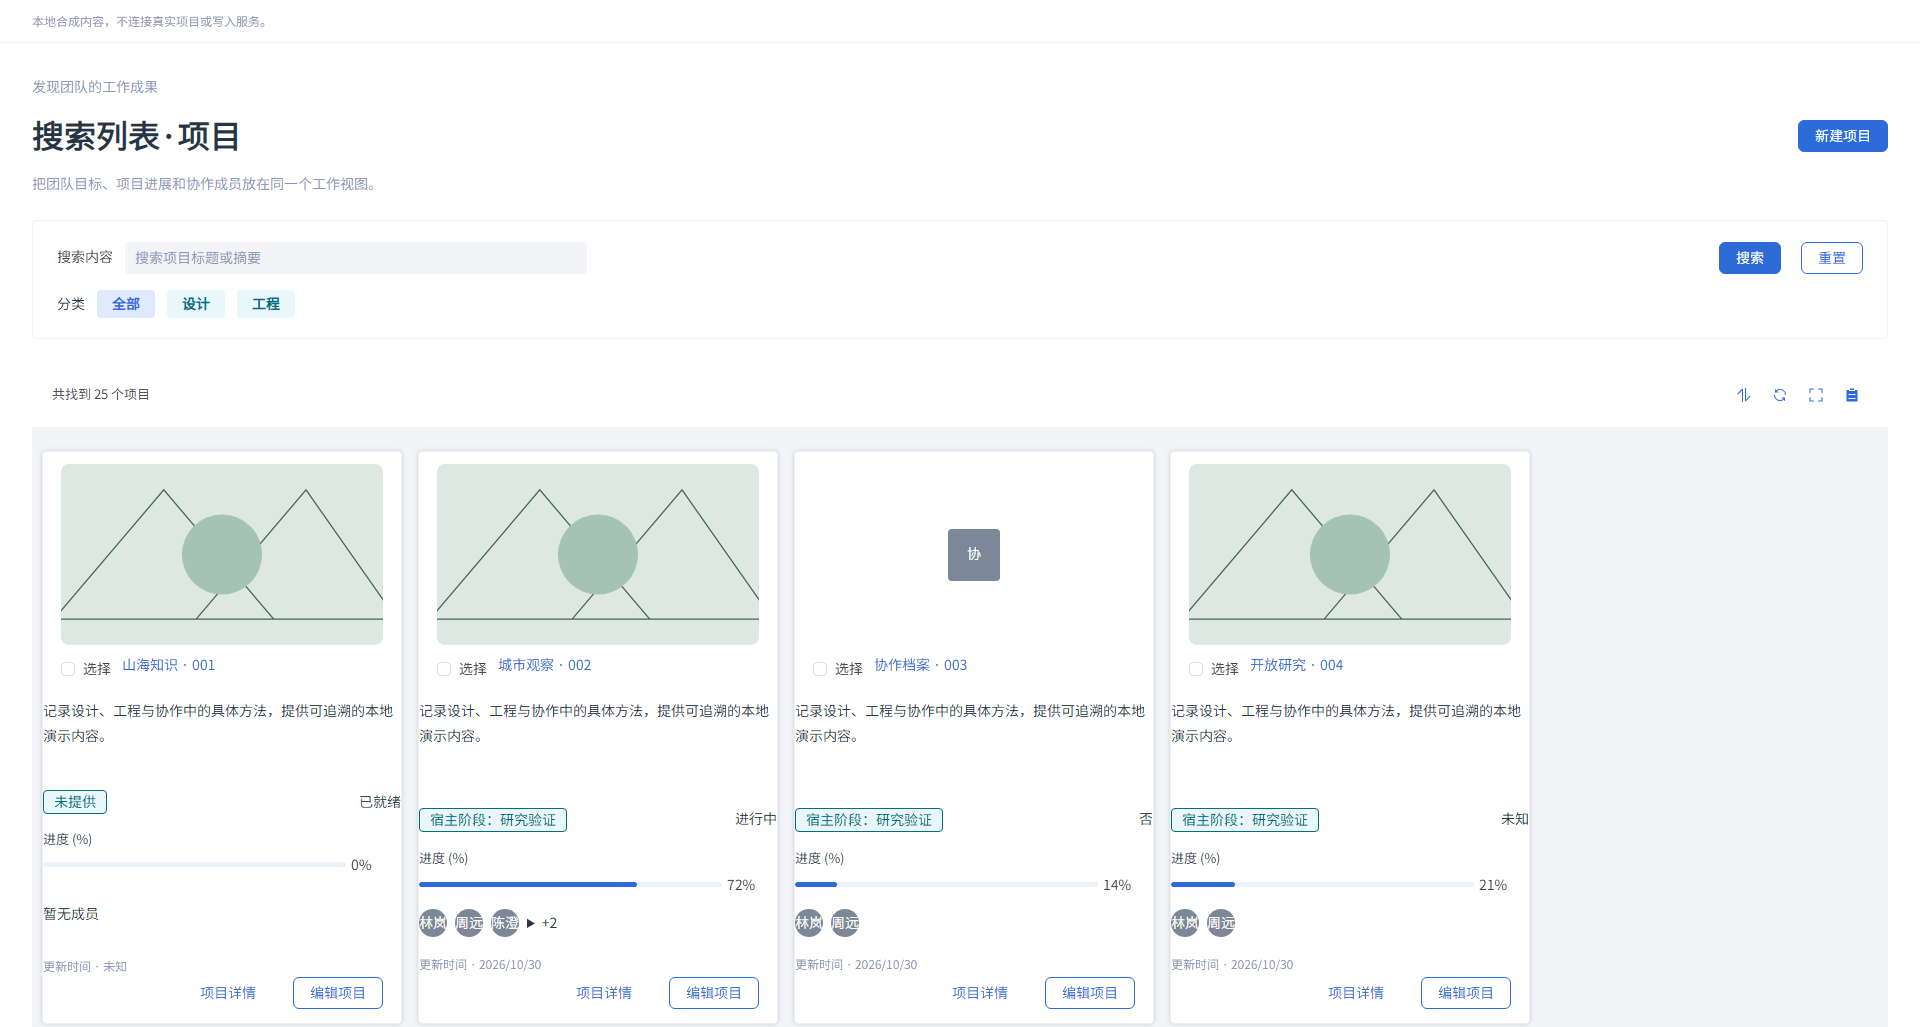 本地合成内容，不连接真实项目或写入服务。
发现团队的工作成果
搜索列表·项目
新建项目
把团队目标、项目进展和协作成员放在同一个工作视图。
搜索内容 搜索项目标题或摘要 搜索 重置
分类 全部 设计 工程
共找到 25 个项目
协
选择 山海知识 · 001
记录设计、工程与协作中的具体方法，提供可追溯的本地
演示内容。
未提供 已就绪
进度 (%)
0%
暂无成员
更新时间 · 未知
项目详情 编辑项目
选择 城市观察 · 002
记录设计、工程与协作中的具体方法，提供可追溯的本地
演示内容。
宿主阶段：研究验证 进行中
进度 (%)
72%
林岚 周远 陈澄 +2
更新时间 · 2026/10/30
项目详情 编辑项目
选择 协作档案 · 003
记录设计、工程与协作中的具体方法，提供可追溯的本地
演示内容。
宿主阶段：研究验证 否
进度 (%)
14%
林岚 周远
更新时间 · 2026/10/30
项目详情 编辑项目
选择 开放研究 · 004
记录设计、工程与协作中的具体方法，提供可追溯的本地
演示内容。
宿主阶段：研究验证 未知
进度 (%)
21%
林岚 周远
更新时间 · 2026/10/30
项目详情 编辑项目